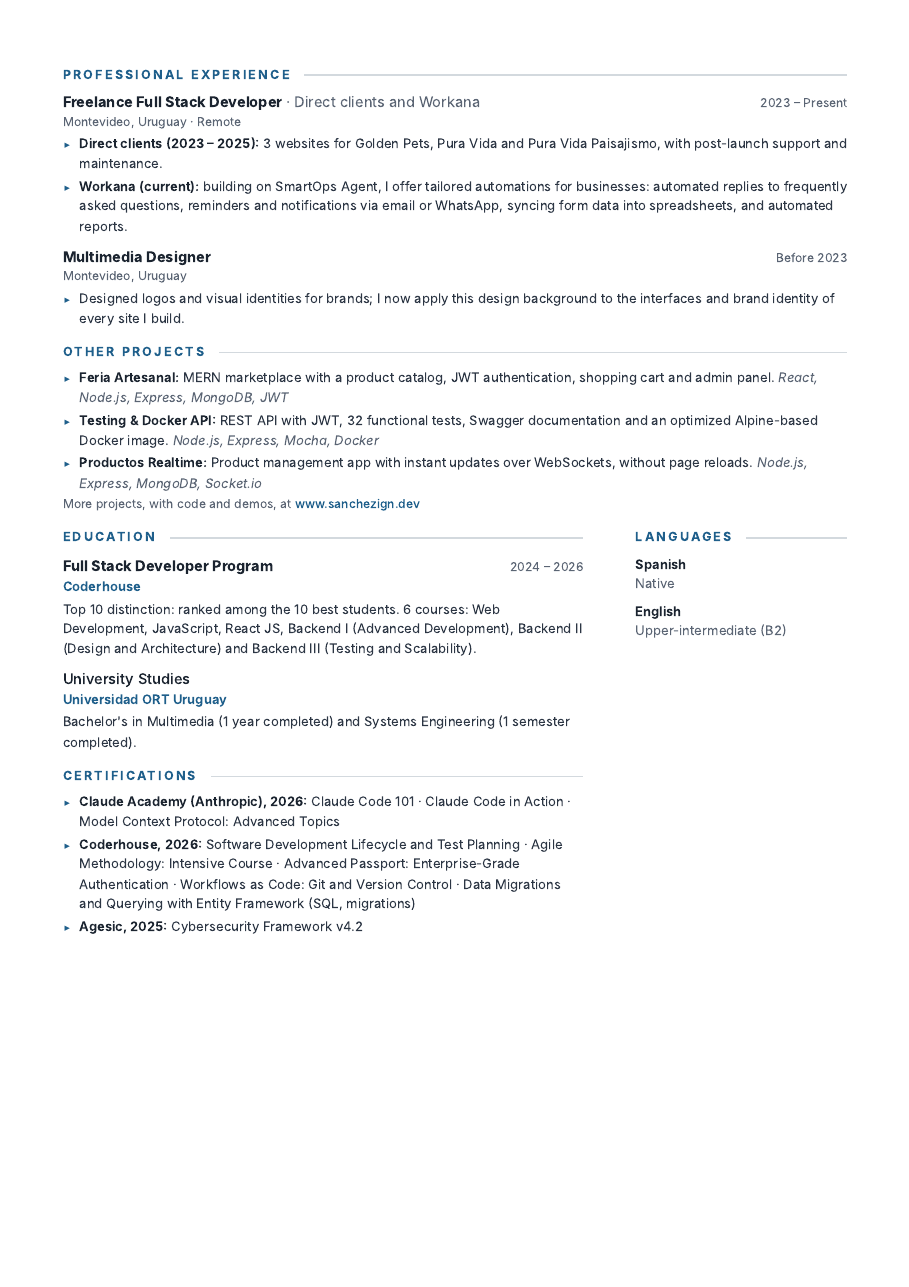 PROFESSIONAL EXPERIENCE
Freelance Full Stack Developer · Direct clients and Workana 2023 – Present
Montevideo, Uruguay · Remote
▸ Direct clients (2023 – 2025): 3 websites for Golden Pets, Pura Vida and Pura Vida Paisajismo, with post-launch support and
maintenance.
▸ Workana (current): building on SmartOps Agent, I offer tailored automations for businesses: automated replies to frequently
asked questions, reminders and notifications via email or WhatsApp, syncing form data into spreadsheets, and automated
reports.
Multimedia Designer Before 2023
Montevideo, Uruguay
▸ Designed logos and visual identities for brands; I now apply this design background to the interfaces and brand identity of
every site I build.
OTHER PROJECTS
▸ Feria Artesanal: MERN marketplace with a product catalog, JWT authentication, shopping cart and admin panel. React,
Node.js, Express, MongoDB, JWT
▸ Testing & Docker API: REST API with JWT, 32 functional tests, Swagger documentation and an optimized Alpine-based
Docker image. Node.js, Express, Mocha, Docker
▸ Productos Realtime: Product management app with instant updates over WebSockets, without page reloads. Node.js,
Express, MongoDB, Socket.io
More projects, with code and demos, at www.sanchezign.dev
EDUCATION
Full Stack Developer Program 2024 – 2026
Coderhouse
Top 10 distinction: ranked among the 10 best students. 6 courses: Web
Development, JavaScript, React JS, Backend I (Advanced Development), Backend II
(Design and Architecture) and Backend III (Testing and Scalability).
University Studies
Universidad ORT Uruguay
Bachelor's in Multimedia (1 year completed) and Systems Engineering (1 semester
completed).
CERTIFICATIONS
▸ Claude Academy (Anthropic), 2026: Claude Code 101 · Claude Code in Action ·
Model Context Protocol: Advanced Topics
▸ Coderhouse, 2026: Software Development Lifecycle and Test Planning · Agile
Methodology: Intensive Course · Advanced Passport: Enterprise-Grade
Authentication · Workflows as Code: Git and Version Control · Data Migrations
and Querying with Entity Framework (SQL, migrations)
▸ Agesic, 2025: Cybersecurity Framework v4.2
LANGUAGES
Spanish
Native
English
Upper-intermediate (B2)